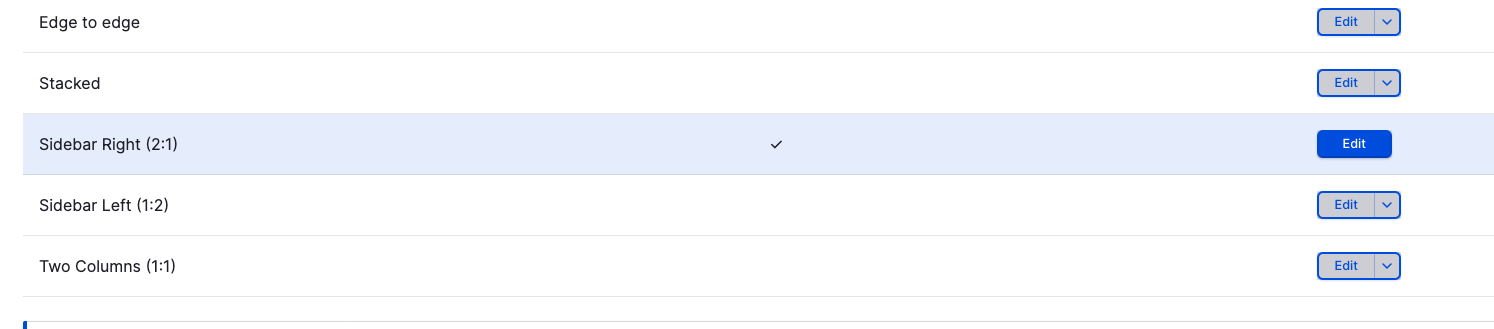 Edge to edge Edit
Stacked Edit
Sidebar Right (2:1) Edit
Sidebar Left (1:2) Edit
Two Columns (1:1) Edit